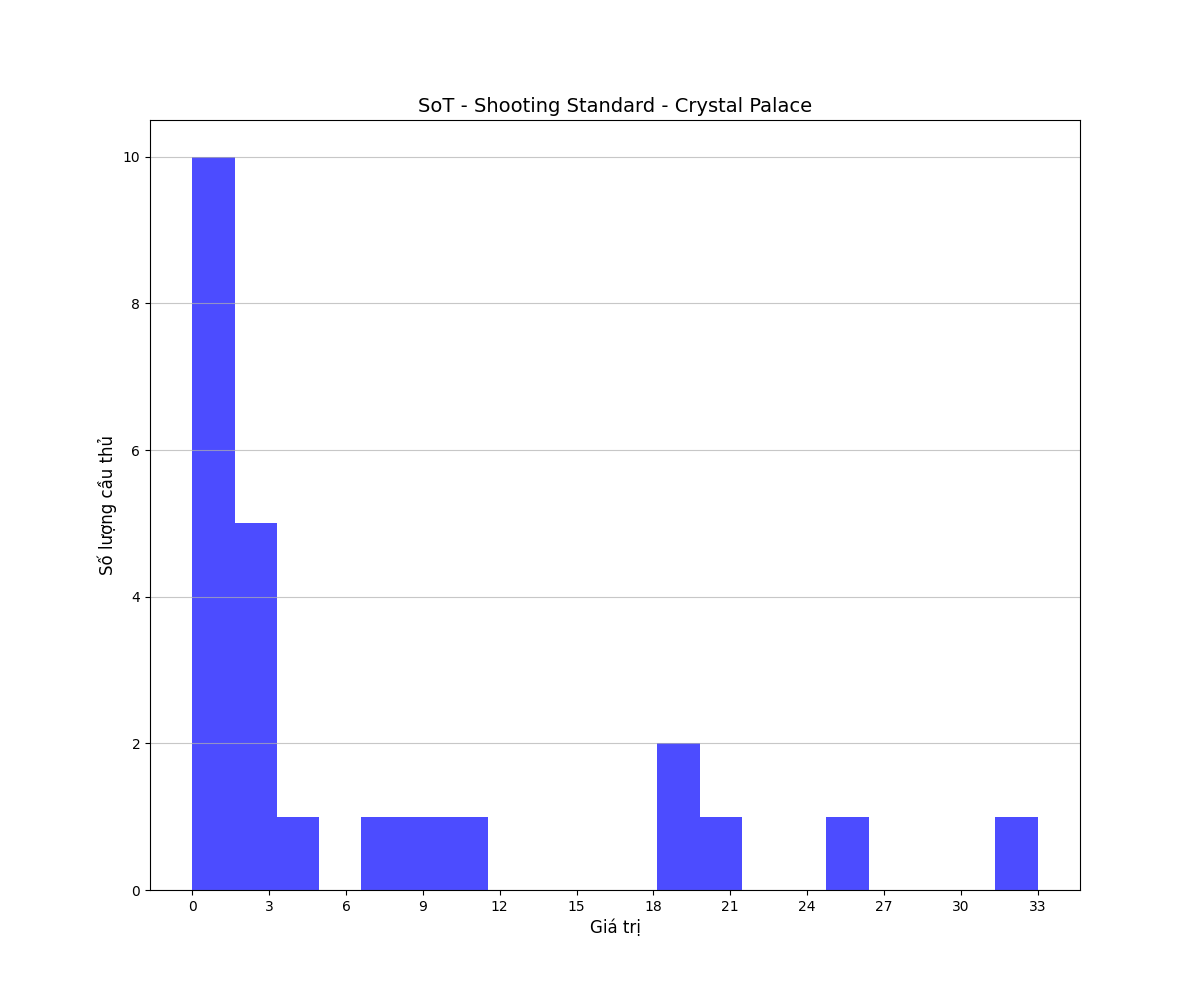 SoT - Shooting Standard - Crystal Palace
10
8
6
4
2
0
Số lượng cầu thủ
0 3 6 9 12 15 18 21 24 27 30 33
Giá trị